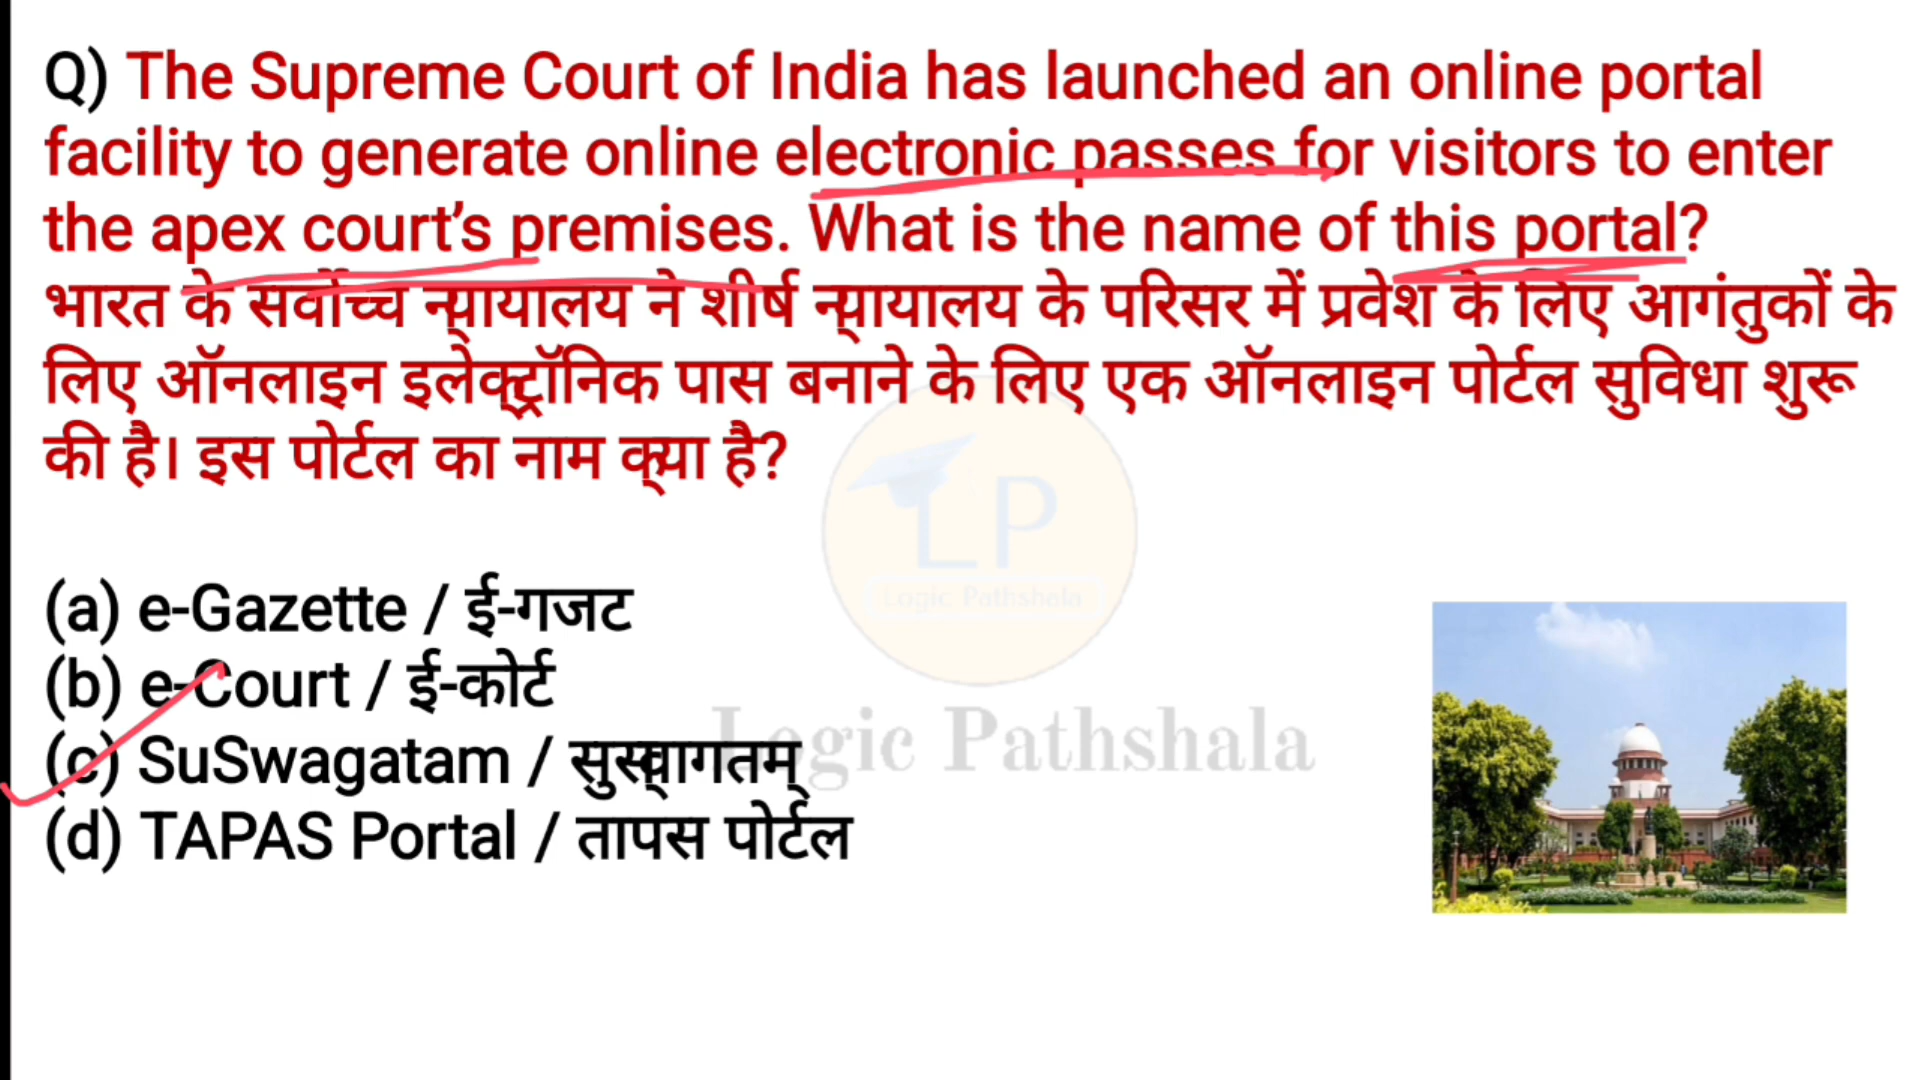 Q) The Supreme Court of India has launched an online portal
facility to generate online electronic passes for visitors to enter
the apex court’s premises. What is the name of this portal?
भारत के सर्वोच्च न्यायालय ने शीर्ष न्यायालय के परिसर में प्रवेश के लिए आगंतुकों के
लिए ऑनलाइन इलेक्ट्रॉनिक पास बनाने के लिए एक ऑनलाइन पोर्टल सुविधा शुरू
की है। इस पोर्टल का नाम क्या है?
LP
Logic Pathshala
(a) e-Gazette / ई-गजट
(b) e-Court / ई-कोर्ट
(c) SuSwagatam / सुस्वागतम्
Logic Pathshala
(d) TAPAS Portal / तापस पोर्टल